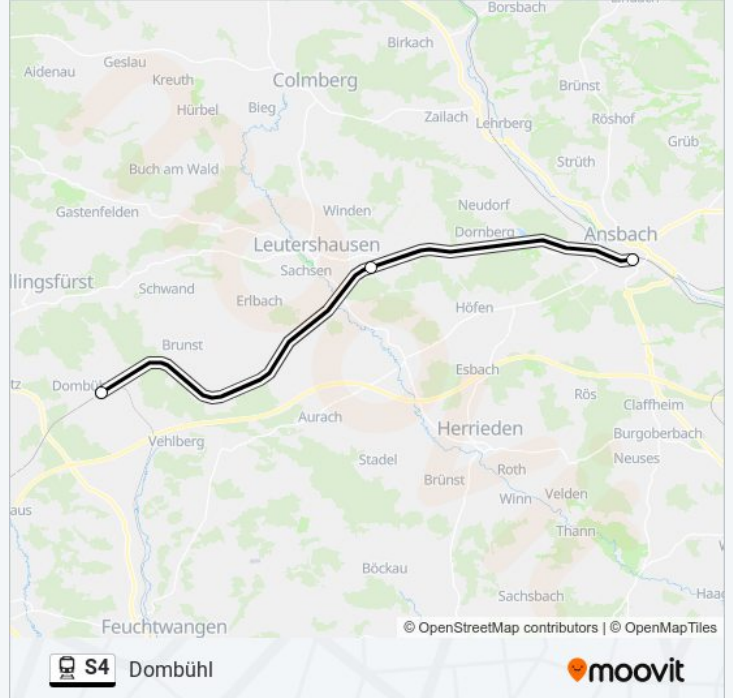 Borsbach
Birkach
Geslau
Aidenau
Kreuth
Colmberg
Brünst
Hürbel
Bieg
Zailach
Lehrberg
Röshof
Grüb
Strüth
Buch am Wald
Neudorf
Gastenfelden
Winden
Dornberg
Ansbach
Leutershausen
Sachsen
llingsfürst
Schwand
Erlbach
Höfen
Brunst
Esbach
tz
Dombü
Rös
Claffheim
Aurach
Herrieden
Burgoberbach
Vehlberg
Stadel
Neuses
Roth
Brünst
Velden
Winn
aus
Thann
Böckau
Sachsbach
Haag
Feuchtwangen
© OpenStreetMap contributors | © OpenMapTiles
S4 Dombühl
moovit